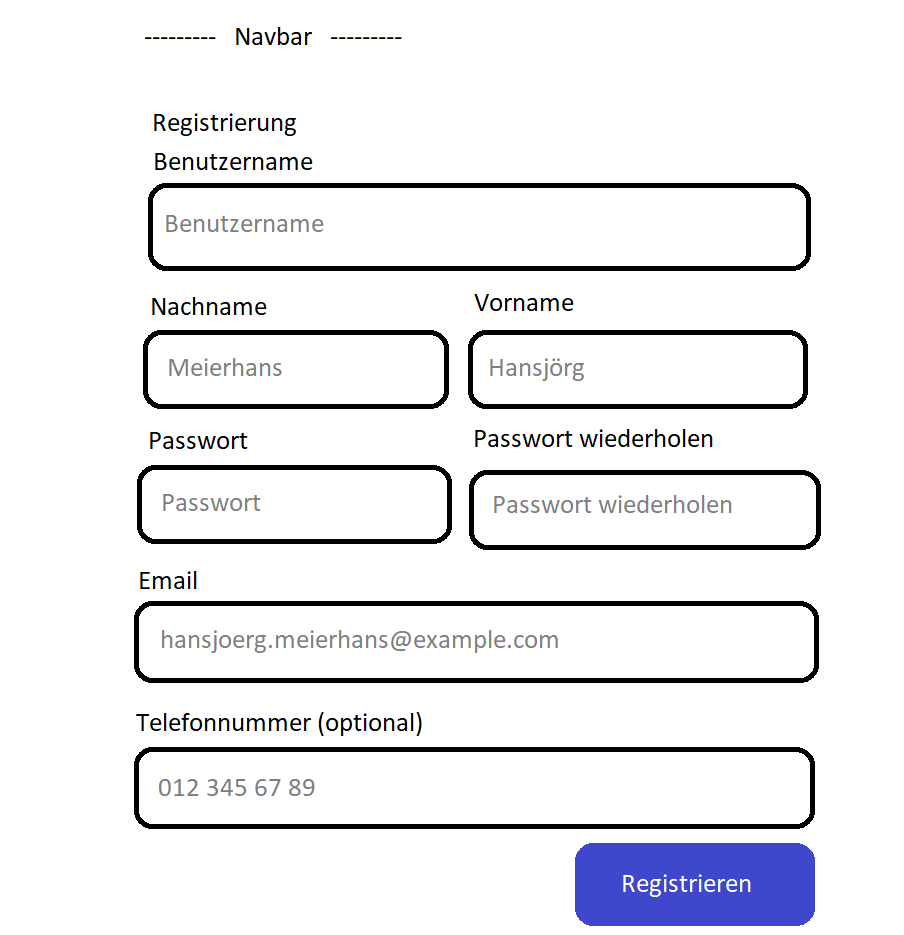 --------- Navbar ---------
Registrierung
Benutzername
Benutzername
Nachname Vorname
Meierhans Hansjörg
Passwort Passwort wiederholen
Passwort Passwort wiederholen
Email
hansjoerg.meierhans@example.com
Telefonnummer (optional)
012 345 67 89
Registrieren